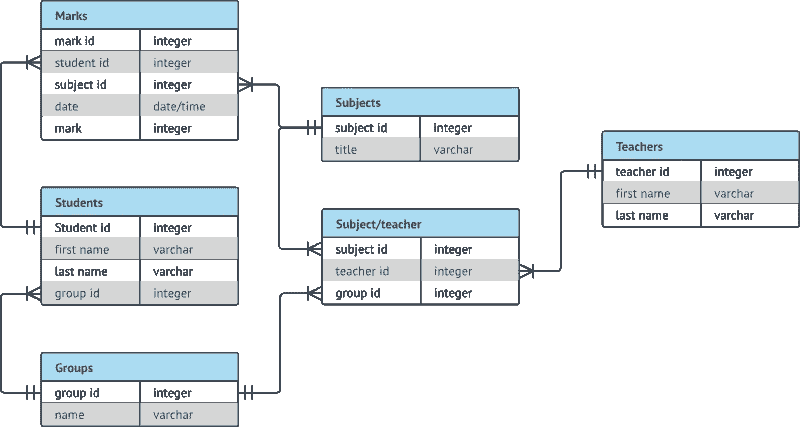 Marks
mark id integer
student id integer
subject id integer
date date/time
mark integer
Subjects
subject id integer
title varchar
Teachers
teacher id integer
first name varchar
last name varchar
Students
Student id integer
first name varchar
last name varchar
group id integer
Subject/teacher
subject id integer
teacher id integer
group id integer
Groups
group id integer
name varchar